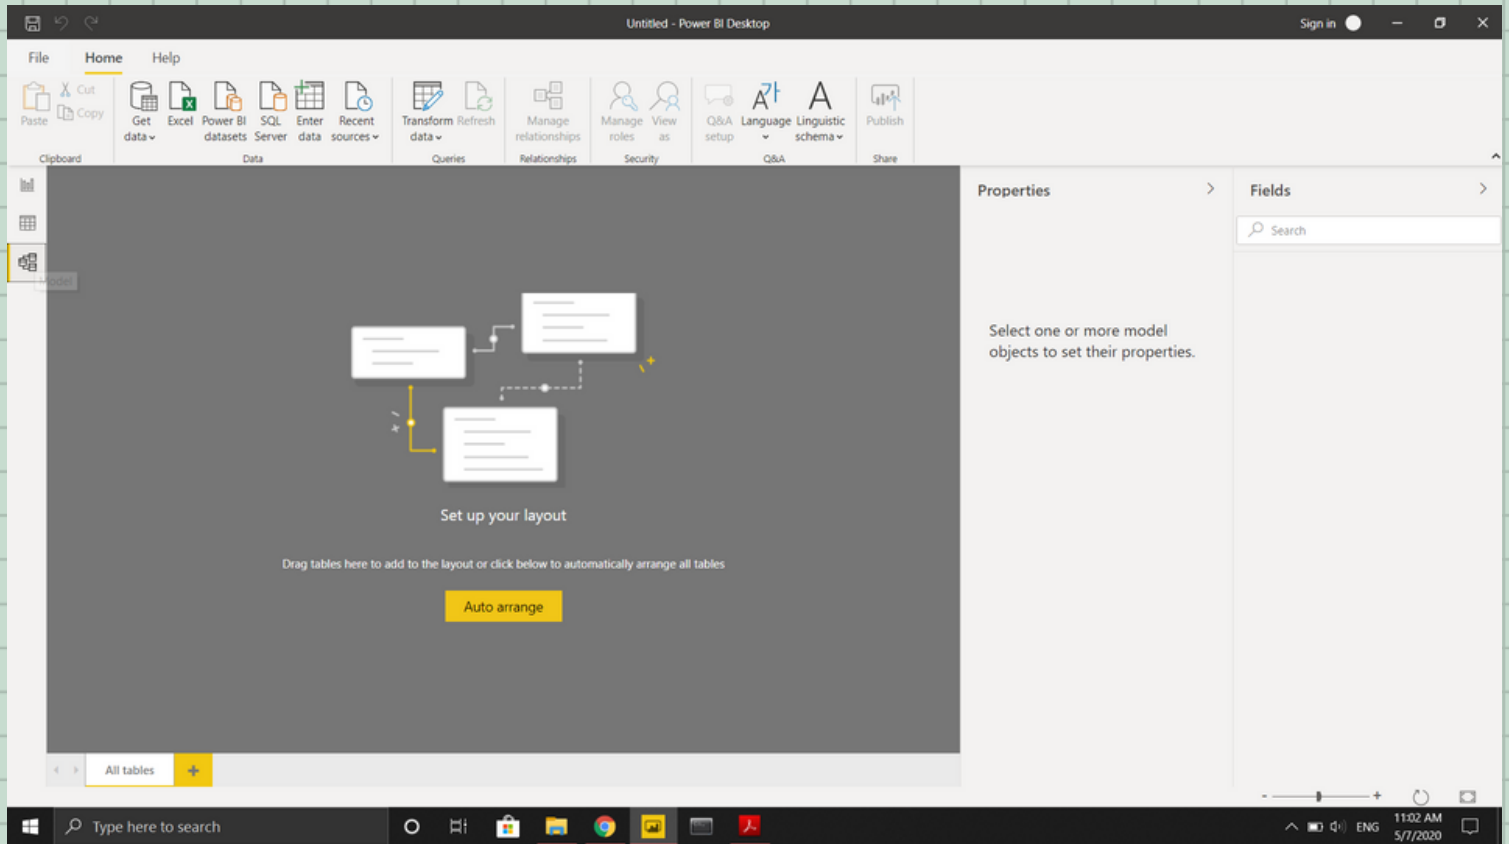 Untitled - Power BI Desktop
Sign in
File Home Help
Paste
Cut
Copy
Clipboard
Get data
Excel
Power BI datasets
SQL Server
Enter data
Recent sources
Data
Transform data
Refresh
Queries
Manage relationships
Relationships
Manage roles
View as
Security
Q&A setup
Language
Linguistic schema
Q&A
Publish
Share
Model
Set up your layout
Drag tables here to add to the layout or click below to automatically arrange all tables
Auto arrange
All tables
Properties
Select one or more model
objects to set their properties.
Fields
Search
Type here to search
ENG
11:02 AM
5/7/2020